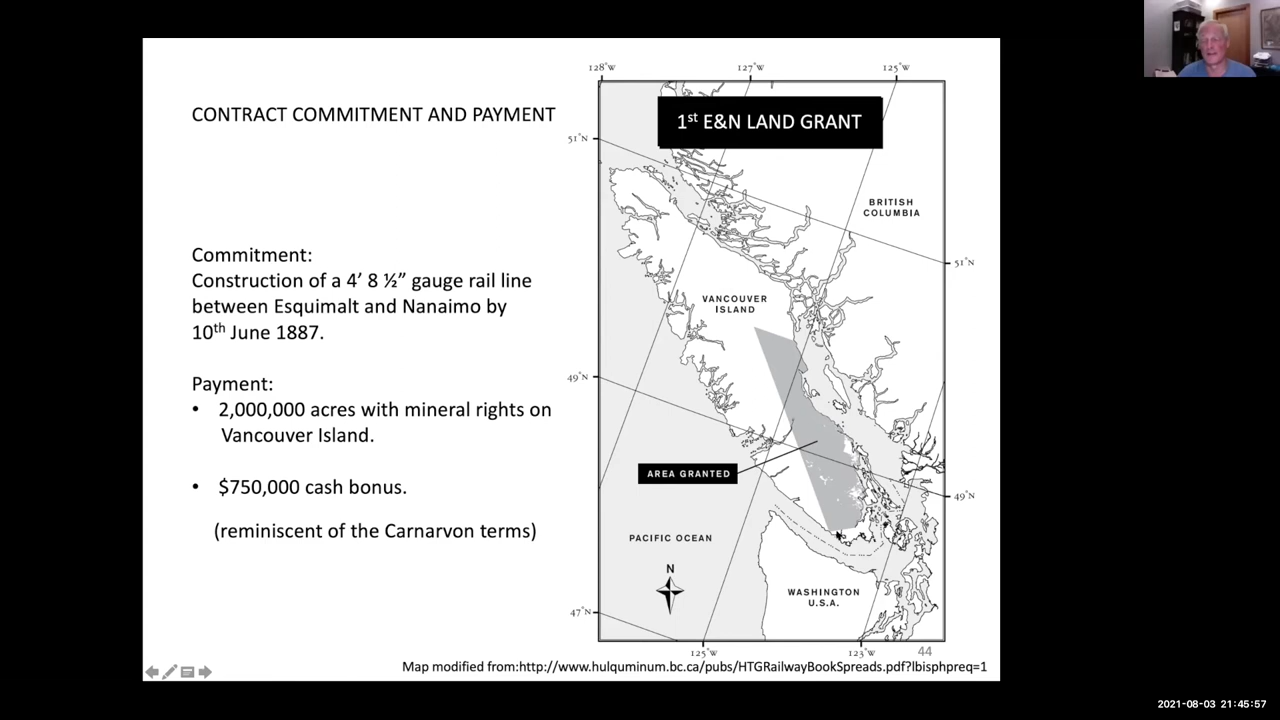 CONTRACT COMMITMENT AND PAYMENT
Commitment:
Construction of a 4’ 8 ½” gauge rail line
between Esquimalt and Nanaimo by
10th June 1887.
Payment:
• 2,000,000 acres with mineral rights on
Vancouver Island.
• $750,000 cash bonus.
(reminiscent of the Carnarvon terms)
128°W
127°W
125°W
1st E&N LAND GRANT
51°N
BRITISH
COLUMBIA
51°N
VANCOUVER
ISLAND
49°N
AREA GRANTED
49°N
PACIFIC OCEAN
N
WASHINGTON
U.S.A.
47°N
125°W
123°W
44
Map modified from:http://www.hulquminum.bc.ca/pubs/HTGRailwayBookSpreads.pdf?lbisphpreq=1
2021-08-03 21:45:57